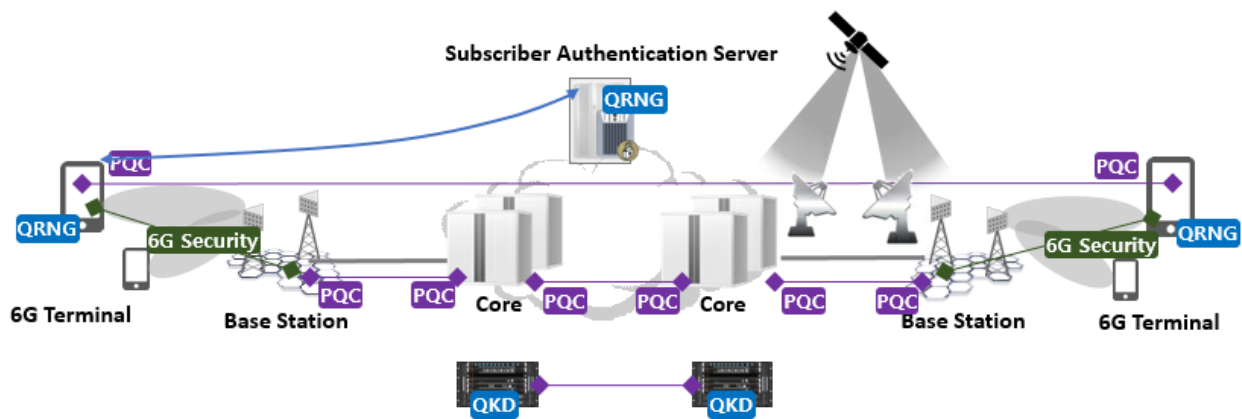 Subscriber Authentication Server
QRNG
PQC
PQC
QRNG
6G Security
6G Security
QRNG
PQC
PQC
Core
PQC
PQC
Core
PQC
PQC
6G Terminal
Base Station
Base Station
6G Terminal
QKD
QKD